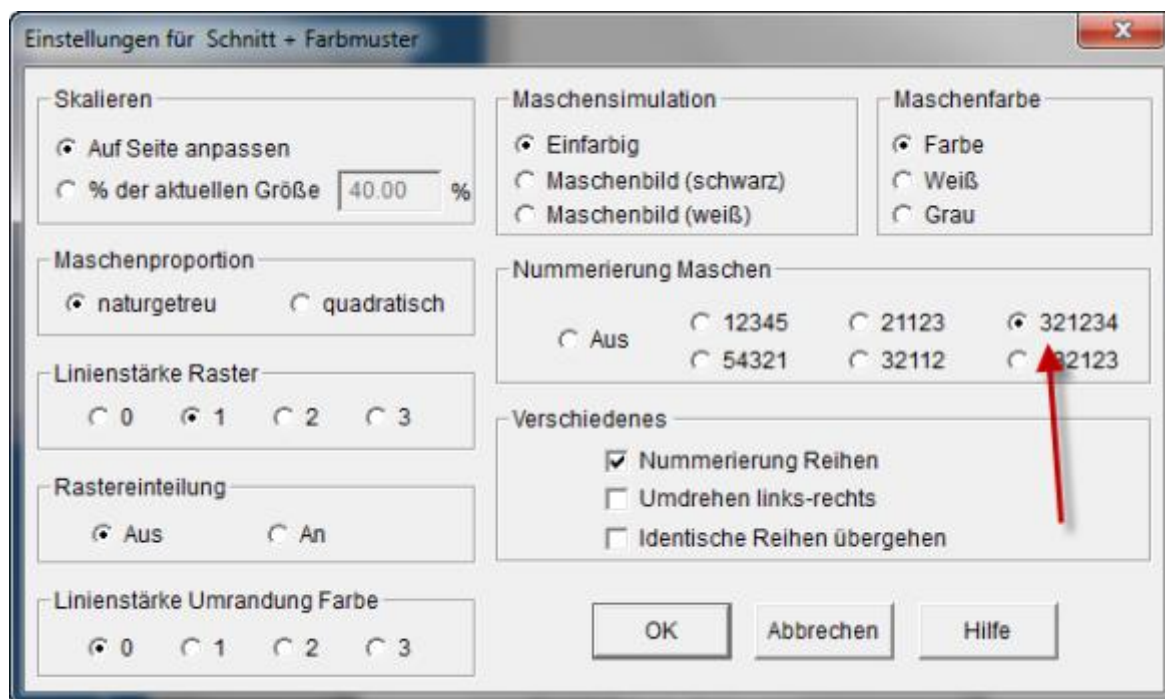 Einstellungen für Schnitt + Farbmuster
Skalieren
Auf Seite anpassen
% der aktuellen Größe 40.00 %
Maschenproportion
naturgetreu quadratisch
Linienstärke Raster
0 1 2 3
Rastereinteilung
Aus An
Linienstärke Umrandung Farbe
0 1 2 3
Maschensimulation
Einfarbig
Maschenbild (schwarz)
Maschenbild (weiß)
Maschenfarbe
Farbe
Weiß
Grau
Nummerierung Maschen
Aus
12345 21123 321234
54321 32112
Verschiedenes
Nummerierung Reihen
Umdrehen links-rechts
Identische Reihen übergehen
OK Abbrechen Hilfe